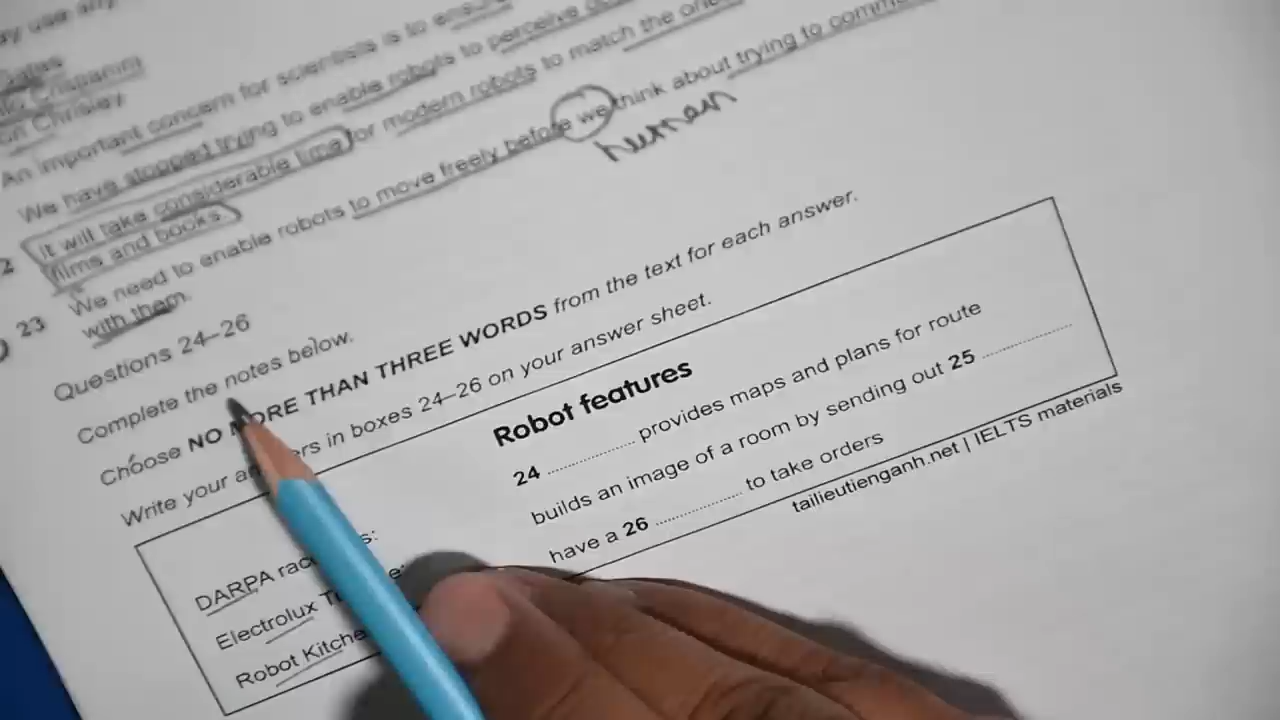 An important concern for scientists is to ensure
We have stopped trying to enable robots to perceive
It will take considerable time for modern robots to match the
films and books.
23 We need to enable robots to move freely before we think about trying to
human
with them.
Questions 24–26
Complete the notes below.
Choose NO MORE THAN THREE WORDS from the text for each answer.
Write your answers in boxes 24–26 on your answer sheet.
Robot features
DARPA
24 .............. provides maps and plans for route
Electrolux
builds an image of a room by sending out 25 ..............
Robot
have a 26 .............. to take orders
tailieutienganh.net | IELTS materials